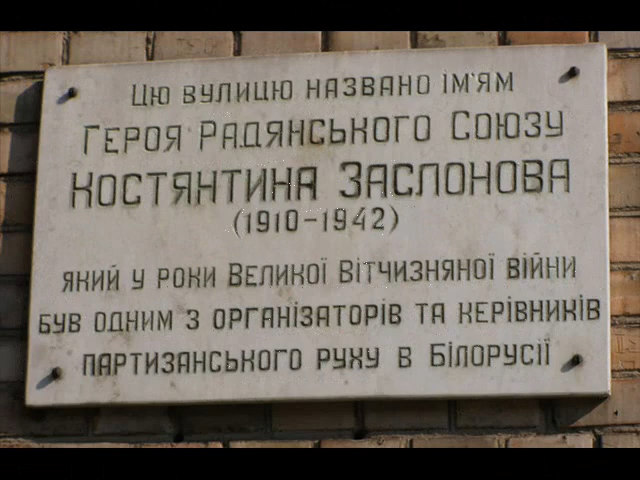 Цю вулицю названо ім'ям
Героя Радянського Союзу
Костянтина Заслонова
(1910-1942)
який у роки Великої Вітчизняної війни
був одним з організаторів та керівників
партизанського руху в Білорусії